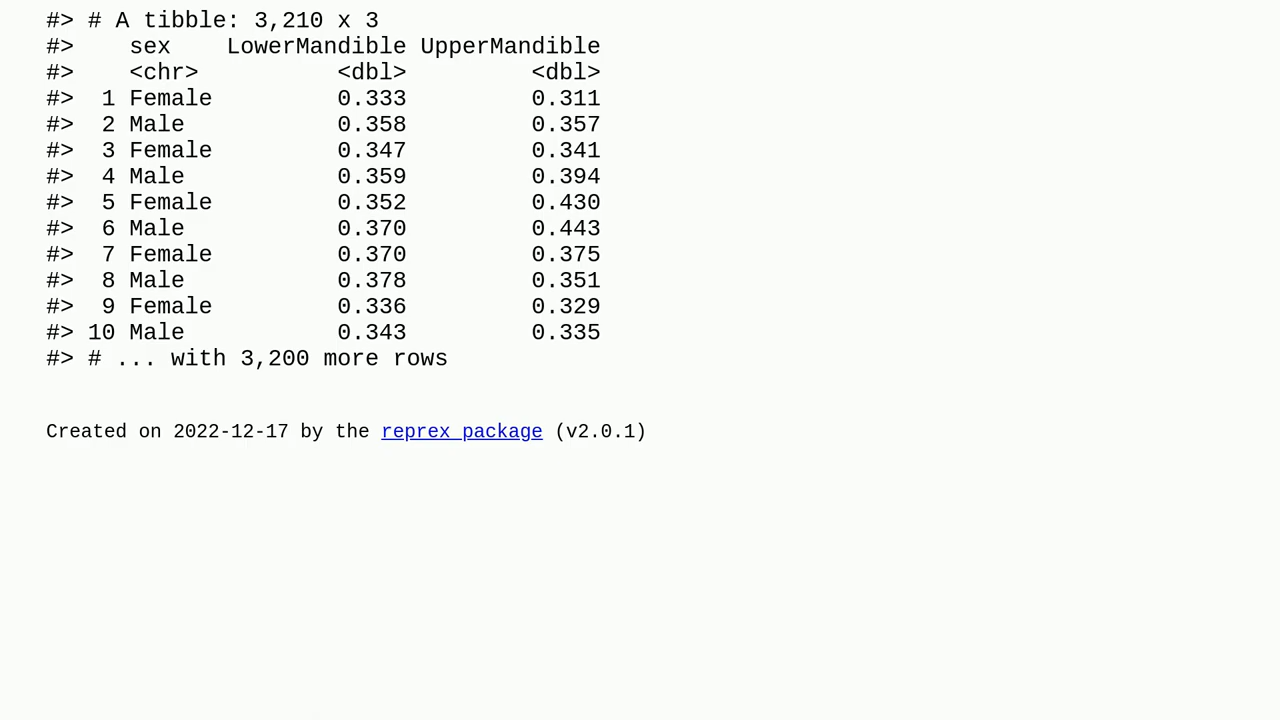 #> # A tibble: 3,210 x 3
#>    sex    LowerMandible UpperMandible
#>    <chr>          <dbl>         <dbl>
#>  1 Female         0.333         0.311
#>  2 Male           0.358         0.357
#>  3 Female         0.347         0.341
#>  4 Male           0.359         0.394
#>  5 Female         0.352         0.430
#>  6 Male           0.370         0.443
#>  7 Female         0.370         0.375
#>  8 Male           0.378         0.351
#>  9 Female         0.336         0.329
#> 10 Male           0.343         0.335
#> # ... with 3,200 more rows
Created on 2022-12-17 by the reprex package (v2.0.1)